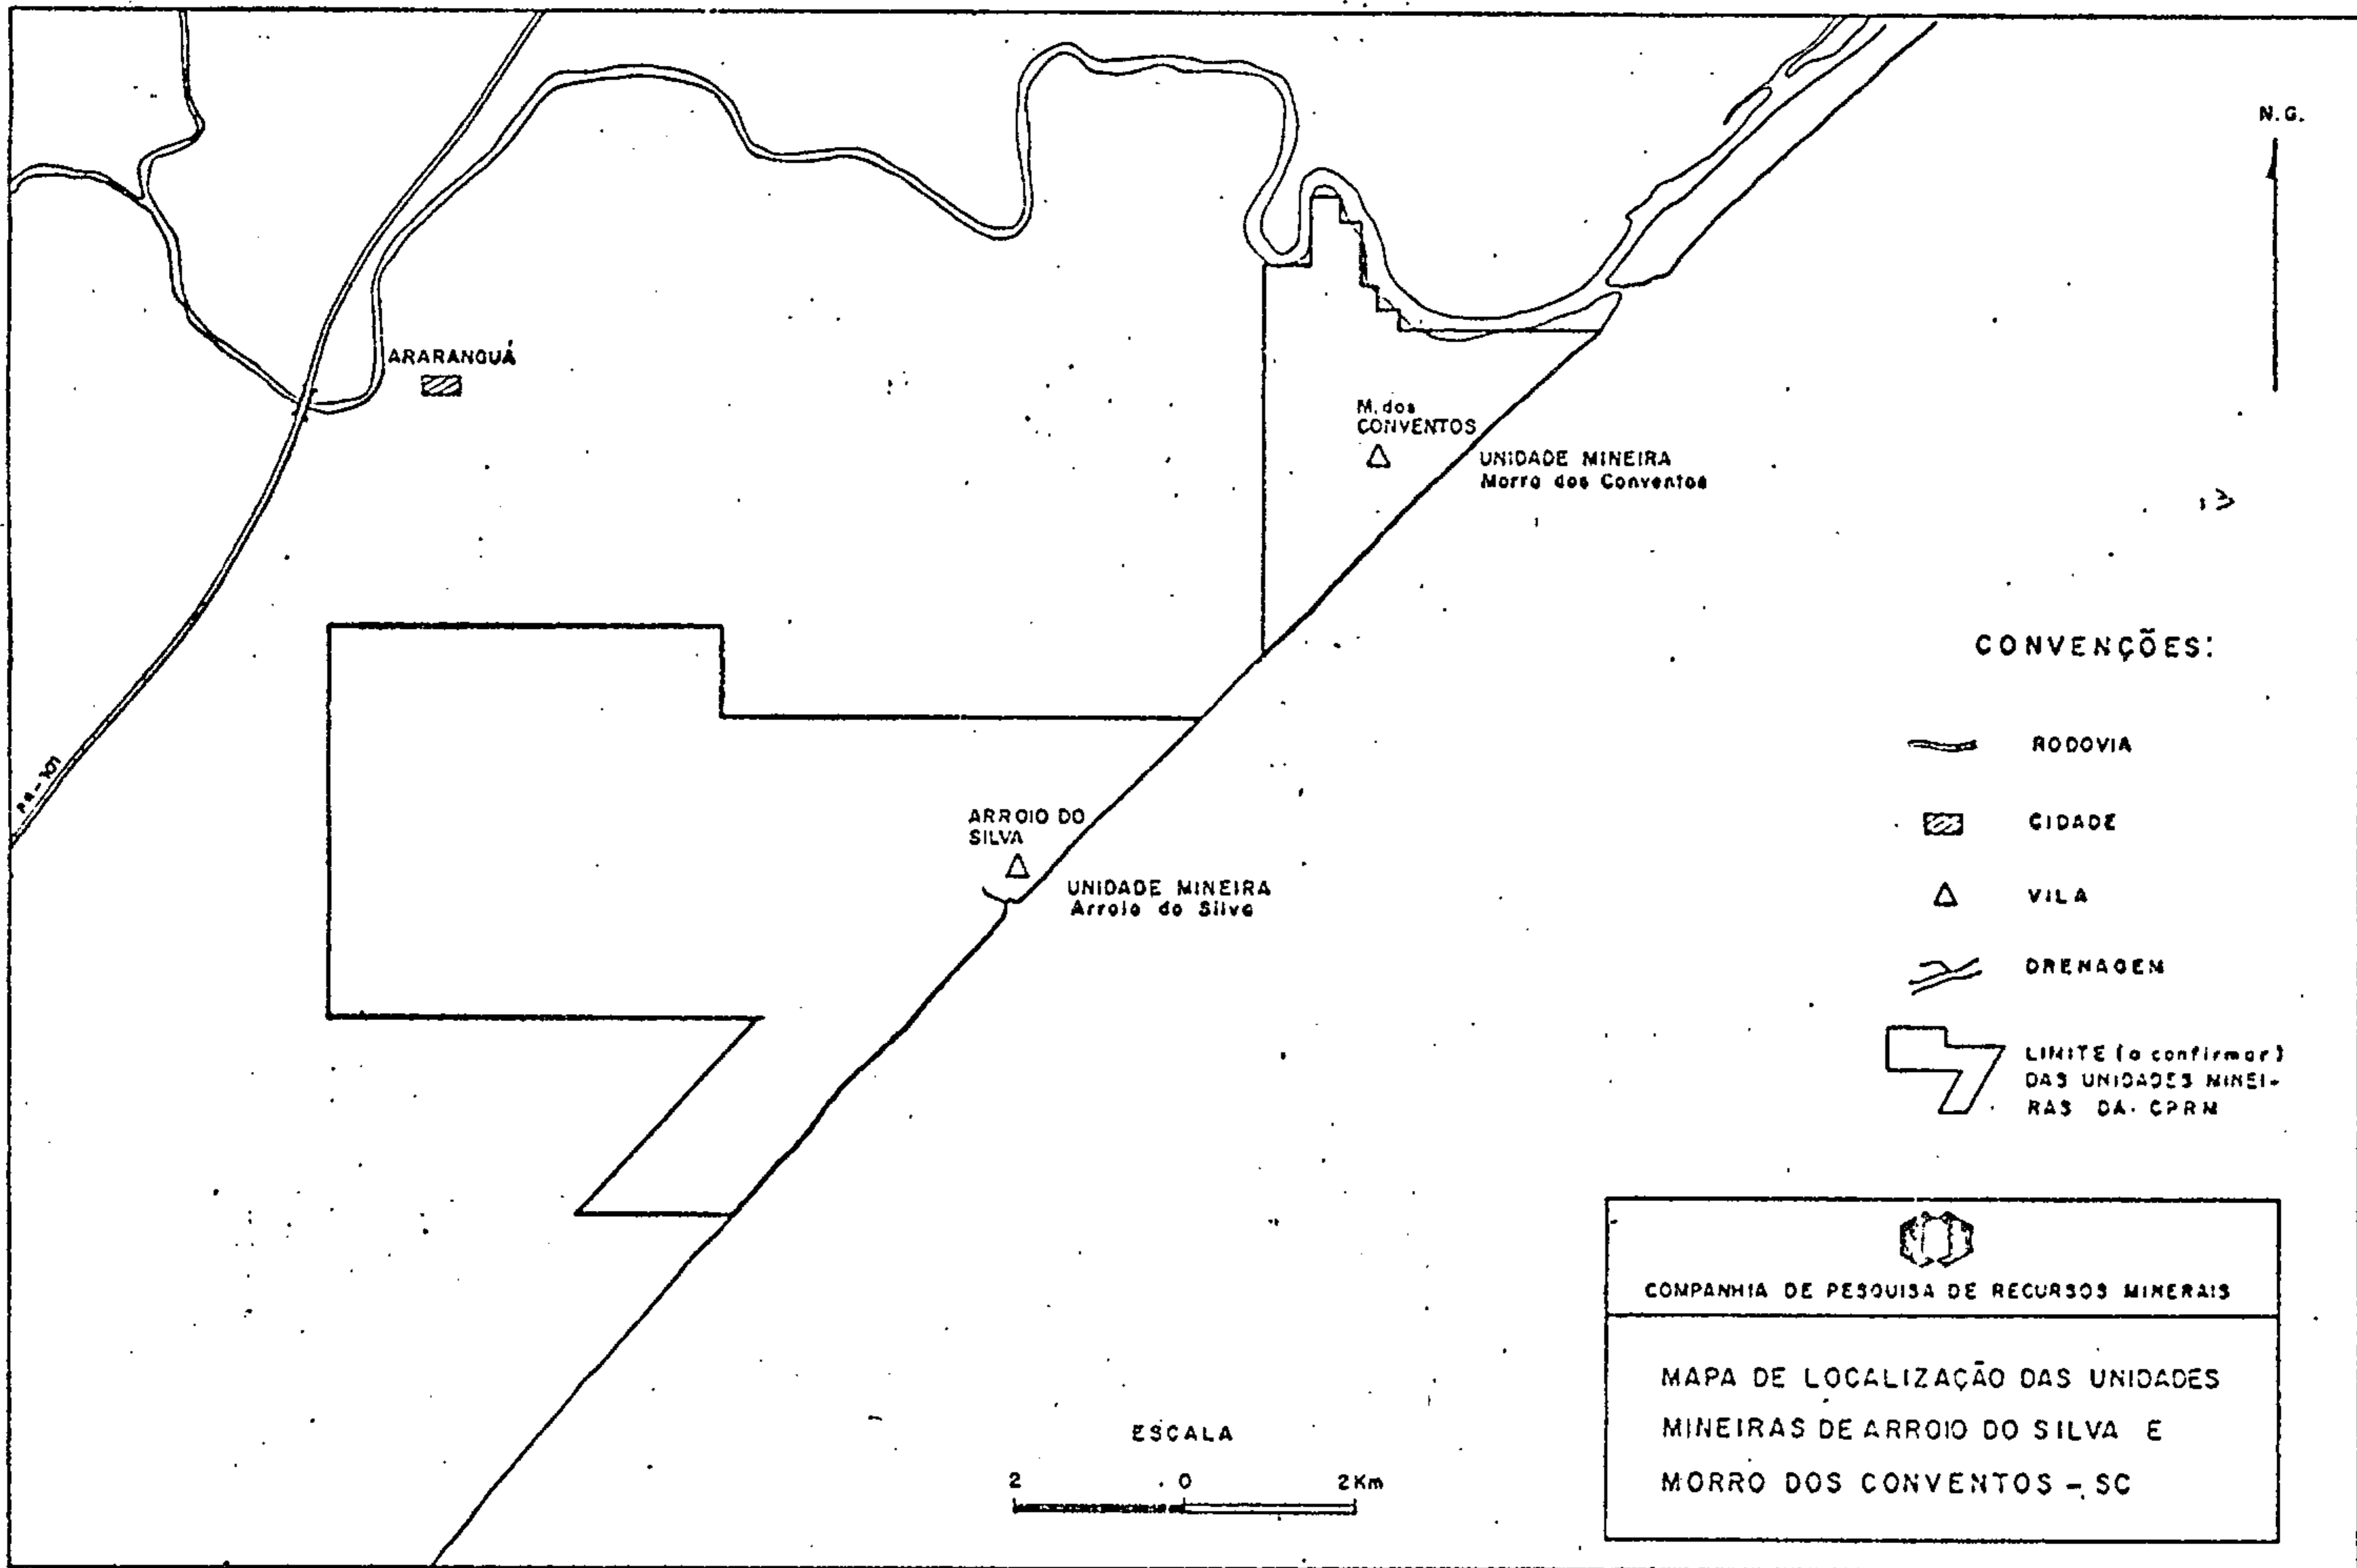 N.G.
ARARANGUÁ
M. dos
CONVENTOS
UNIDADE MINEIRA
Morro dos Conventos
CONVENÇÕES:
RODOVIA
CIDADE
VILA
DRENAGEM
LIMITE (a confirmar)
DAS UNIDADES MINEI-
RAS DA CPRM
ARROIO DO
SILVA
UNIDADE MINEIRA
Arroio do Silva
COMPANHIA DE PESQUISA DE RECURSOS MINERAIS
MAPA DE LOCALIZAÇÃO DAS UNIDADES
MINEIRAS DE ARROIO DO SILVA E
MORRO DOS CONVENTOS - SC
ESCALA
2 0 2Km